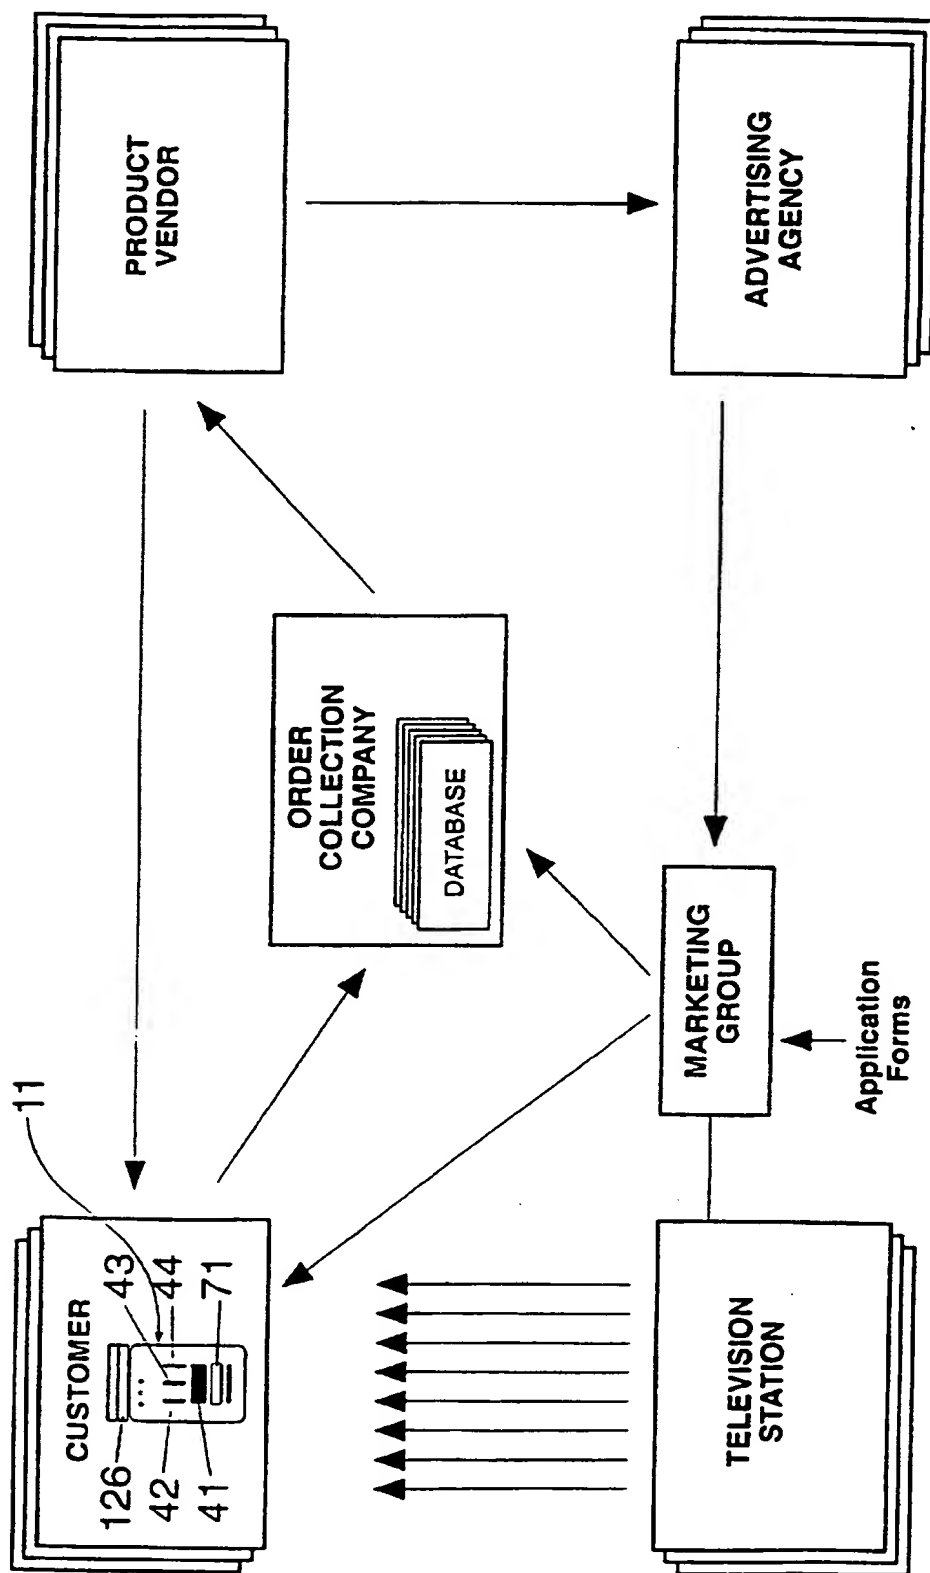 CUSTOMER
126
42
41
43
44
71
11
PRODUCT
VENDOR
ORDER
COLLECTION
COMPANY
DATABASE
TELEVISION
STATION
MARKETING
GROUP
Application
Forms
ADVERTISING
AGENCY